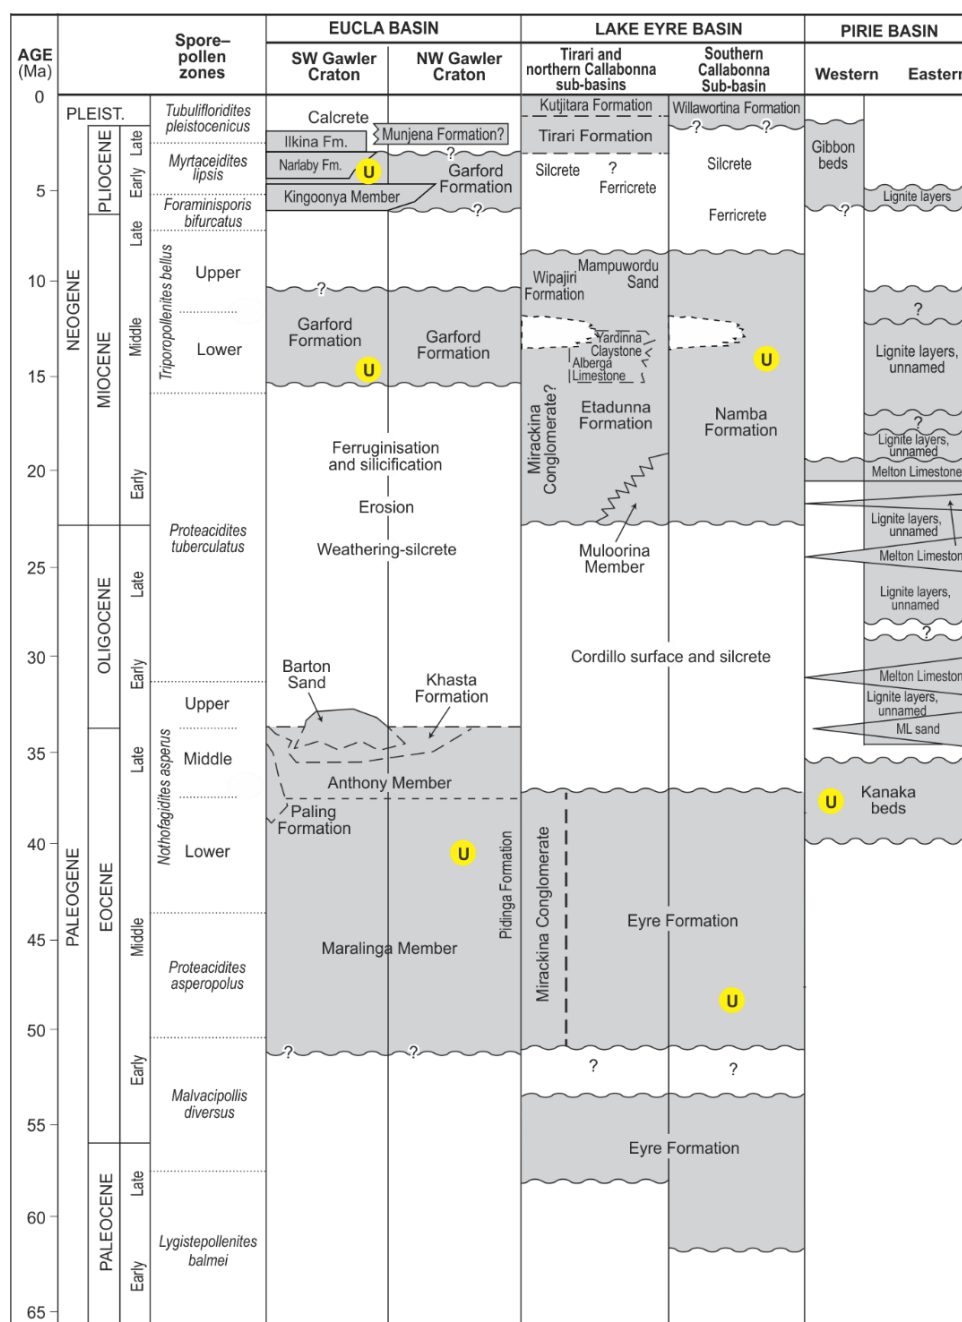 EUCLA BASIN
LAKE EYRE BASIN
PIRIE BASIN
AGE
(Ma)
Spore–
pollen
zones
SW Gawler
Craton
NW Gawler
Craton
Tirari and
northern Callabonna
sub-basins
Southern
Callabonna
Sub-basin
Western
Eastern
0
5
10
15
20
25
30
35
40
45
50
55
60
65
NEOGENE
PALEOGENE
PLEIST.
PLIOCENE
MIOCENE
OLIGOCENE
EOCENE
PALEOCENE
Late
Early
Late
Middle
Early
Late
Early
Late
Middle
Early
Late
Early
Tubulifloridites
pleistocenicus
Myrtaceidites
lipsis
Foraminisporis
bifurcatus
Triporopollenites bellus
Upper
Lower
Proteacidites
tuberculatus
Nothofagidites asperus
Upper
Middle
Lower
Proteacidites
asperopolus
Malvacipollis
diversus
Lygistepollenites
balmei
Calcrete
Ilkina Fm.
Munjena Formation?
Narlaby Fm.
U
?
Garford
Formation
Kingoonya Member
?
?
Garford
Formation
Garford
Formation
U
Ferruginisation
and silicification
Erosion
Weathering-silcrete
Barton
Sand
Khasta
Formation
Anthony Member
Paling
Formation
U
Pidinga Formation
Maralinga Member
?
?
Kutjitara Formation
Willawortina Formation
?
?
Tirari Formation
Silcrete
?
Ferricrete
Silcrete
Ferricrete
Wipajiri
Formation
Mampuwordu
Sand
Yardinna
Claystone
Alberga
Limestone
U
Mirackina
Conglomerate?
Etadunna
Formation
Namba
Formation
Muloorina
Member
Cordillo surface and silcrete
Mirackina Conglomerate
Eyre Formation
U
?
?
Eyre Formation
Gibbon
beds
?
Lignite layers
?
Lignite layers,
unnamed
?
Lignite layers,
unnamed
Melton Limestone
Lignite layers,
unnamed
Melton Limeston
Lignite layers,
unnamed
?
Melton Limeston
Lignite layers,
unnamed
ML sand
U
Kanaka
beds